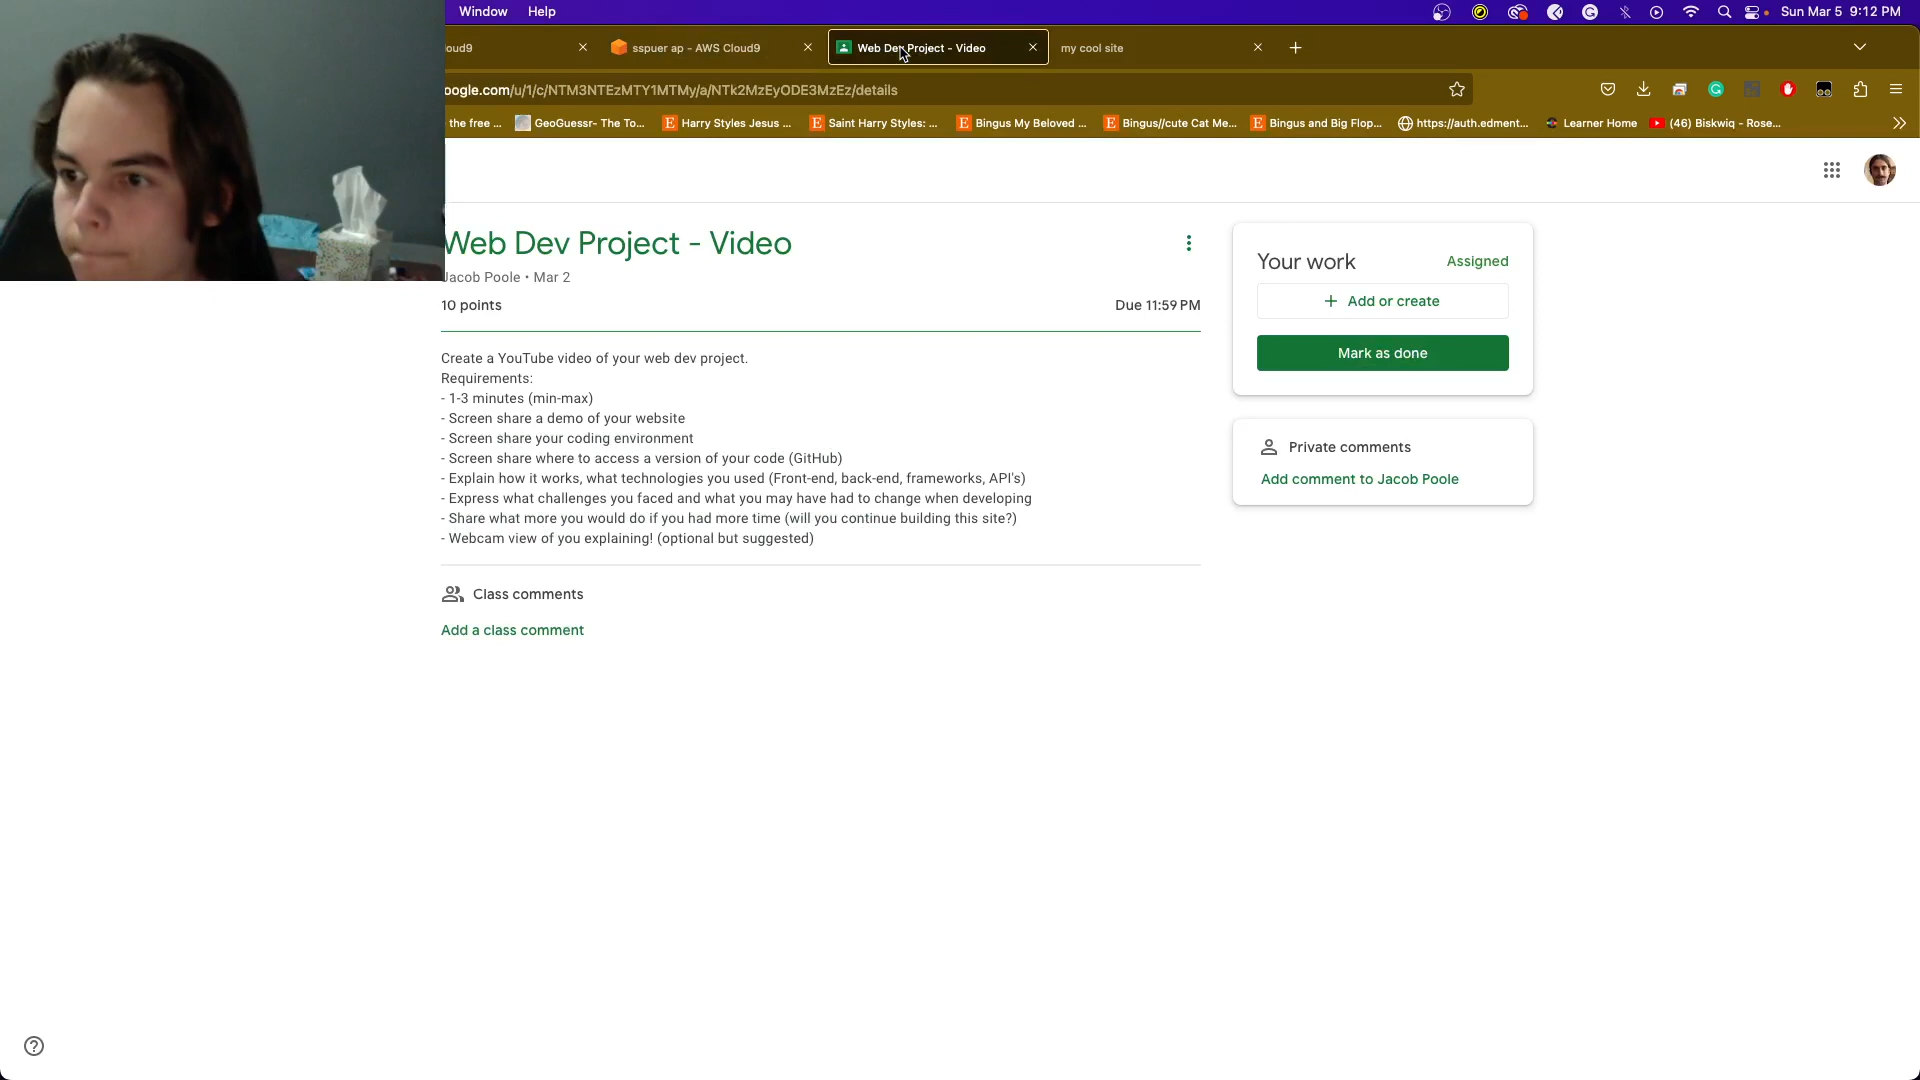 Window Help Sun Mar 5 9:12 PM
oud9 sspuer ap - AWS Cloud9 Web Dev Project - Video my cool site
oogle.com/u/1/c/NTM3NTEzMTY1MTMy/a/NTk2MzEyODE3MzEz/details
the free ... GeoGuessr- The To... Harry Styles Jesus ... Saint Harry Styles: ... Bingus My Beloved ... Bingus//cute Cat Me... Bingus and Big Flop... https://auth.edment... Learner Home (46) Biskwiq - Rose...
Web Dev Project - Video
Jacob Poole • Mar 2
10 points Due 11:59 PM
Create a YouTube video of your web dev project.
Requirements:
- 1-3 minutes (min-max)
- Screen share a demo of your website
- Screen share your coding environment
- Screen share where to access a version of your code (GitHub)
- Explain how it works, what technologies you used (Front-end, back-end, frameworks, API's)
- Express what challenges you faced and what you may have had to change when developing
- Share what more you would do if you had more time (will you continue building this site?)
- Webcam view of you explaining! (optional but suggested)
Class comments
Add a class comment
Your work Assigned
+ Add or create
Mark as done
Private comments
Add comment to Jacob Poole